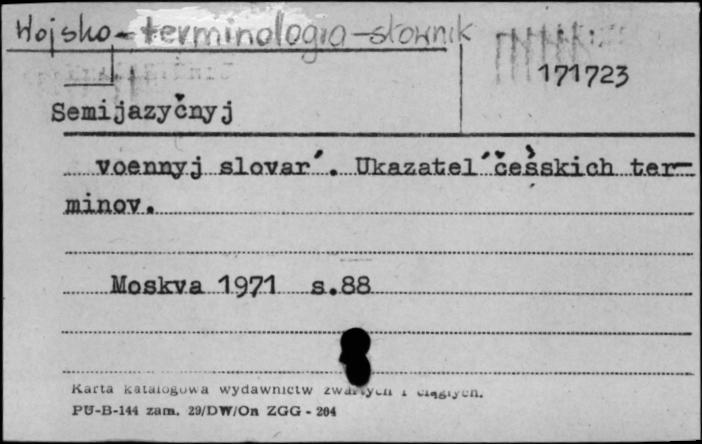 Wojsko - terminologia - słownik
171723
Semijazyčnyj
voennyj slovar´. Ukazatel´češskich ter-
minov.
Moskva 1971 s.88
Karta katalogowa wydawnictw zwartych i ciągłych.
PU-B-144 zam. 29/DW/On ZGG - 204